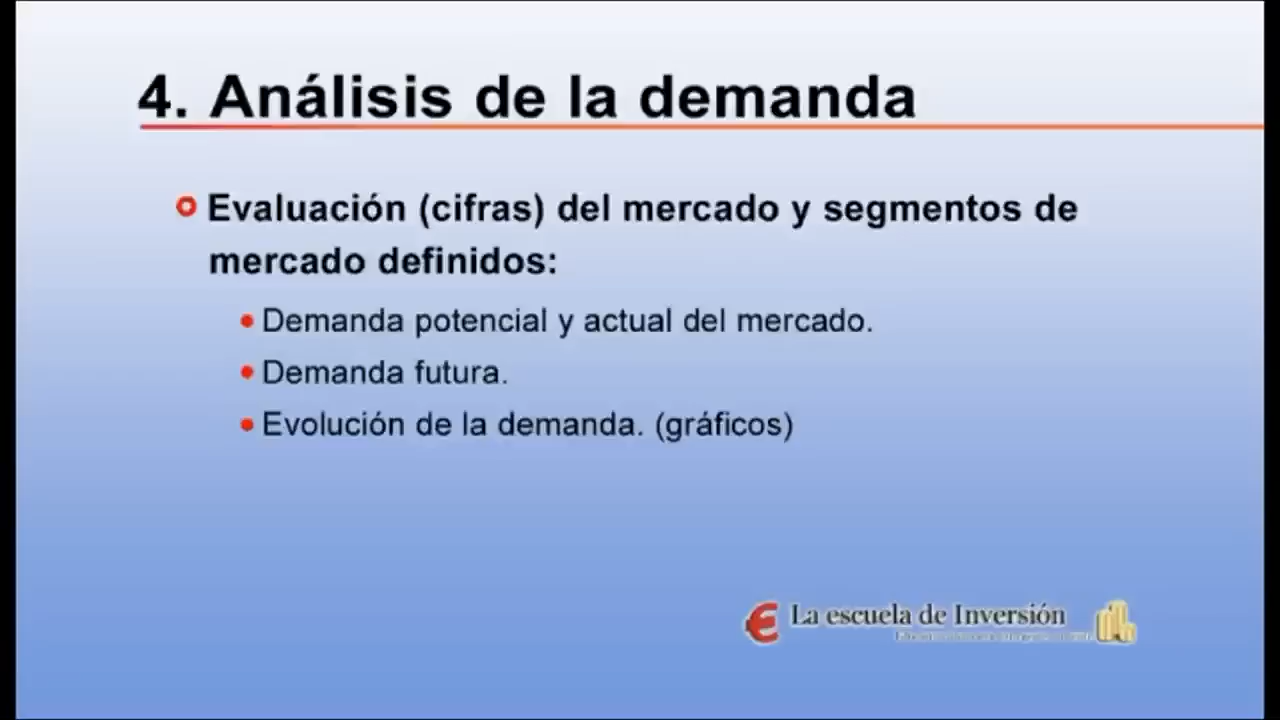 4. Análisis de la demanda
Evaluación (cifras) del mercado y segmentos de
mercado definidos:
Demanda potencial y actual del mercado.
Demanda futura.
Evolución de la demanda. (gráficos)
€ La escuela de Inversión